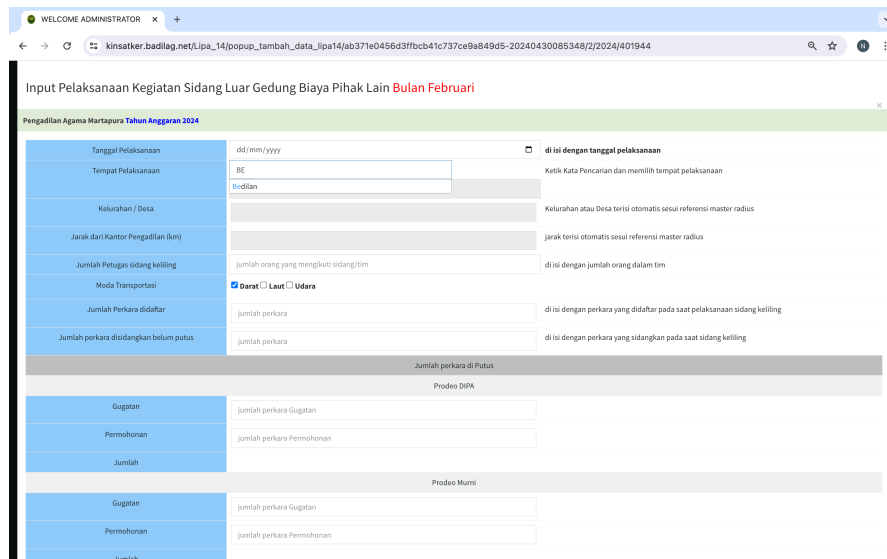 WELCOME ADMINISTRATOR
kinsatker.badilag.net/Lipa_14/popup_tambah_data_lipa14/ab371e0456d3ffbcb41c737ce9a849d5-20240430085348/2/2024/401944
N
Input Pelaksanaan Kegiatan Sidang Luar Gedung Biaya Pihak Lain Bulan Februari
Pengadilan Agama Martapura Tahun Anggaran 2024
Tanggal Pelaksanaan dd/mm/yyyy di isi dengan tanggal pelaksanaan
Tempat Pelaksanaan BE Ketik Kata Pencarian dan memilih tempat pelaksanaan
Bedilan
Kelurahan / Desa Kelurahan atau Desa terisi otomatis sesui referensi master radius
Jarak dari Kantor Pengadilan (km) jarak terisi otomatis sesui referensi master radius
Jumlah Petugas sidang keliling jumlah orang yang mengikuti sidang/tim di isi dengan jumlah orang dalam tim
Moda Transportasi Darat Laut Udara
Jumlah Perkara didaftar jumlah perkara di isi dengan perkara yang didaftar pada saat pelaksanaan sidang keliling
Jumlah perkara disidangkan belum putus jumlah perkara di isi dengan perkara yang sidangkan pada saat sidang keliling
Jumlah perkara di Putus
Prodeo DIPA
Gugatan jumlah perkara Gugatan
Permohonan jumlah perkara Permohonan
Jumlah
Prodeo Murni
Gugatan jumlah perkara Gugatan
Permohonan jumlah perkara Permohonan
Jumlah